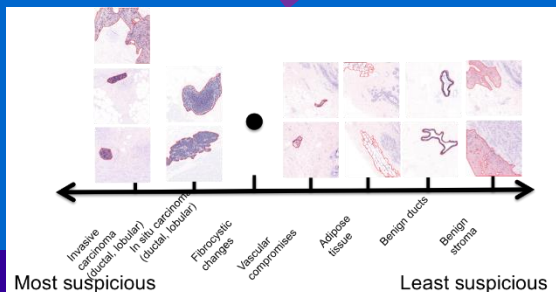 Invasive
carcinoma
(ductal, lobular)
In situ carcinoma
(ductal, lobular)
Fibrocystic
changes
Vascular
compromises
Adipose
tissue
Benign ducts
Benign
stroma
Most suspicious
Least suspicious